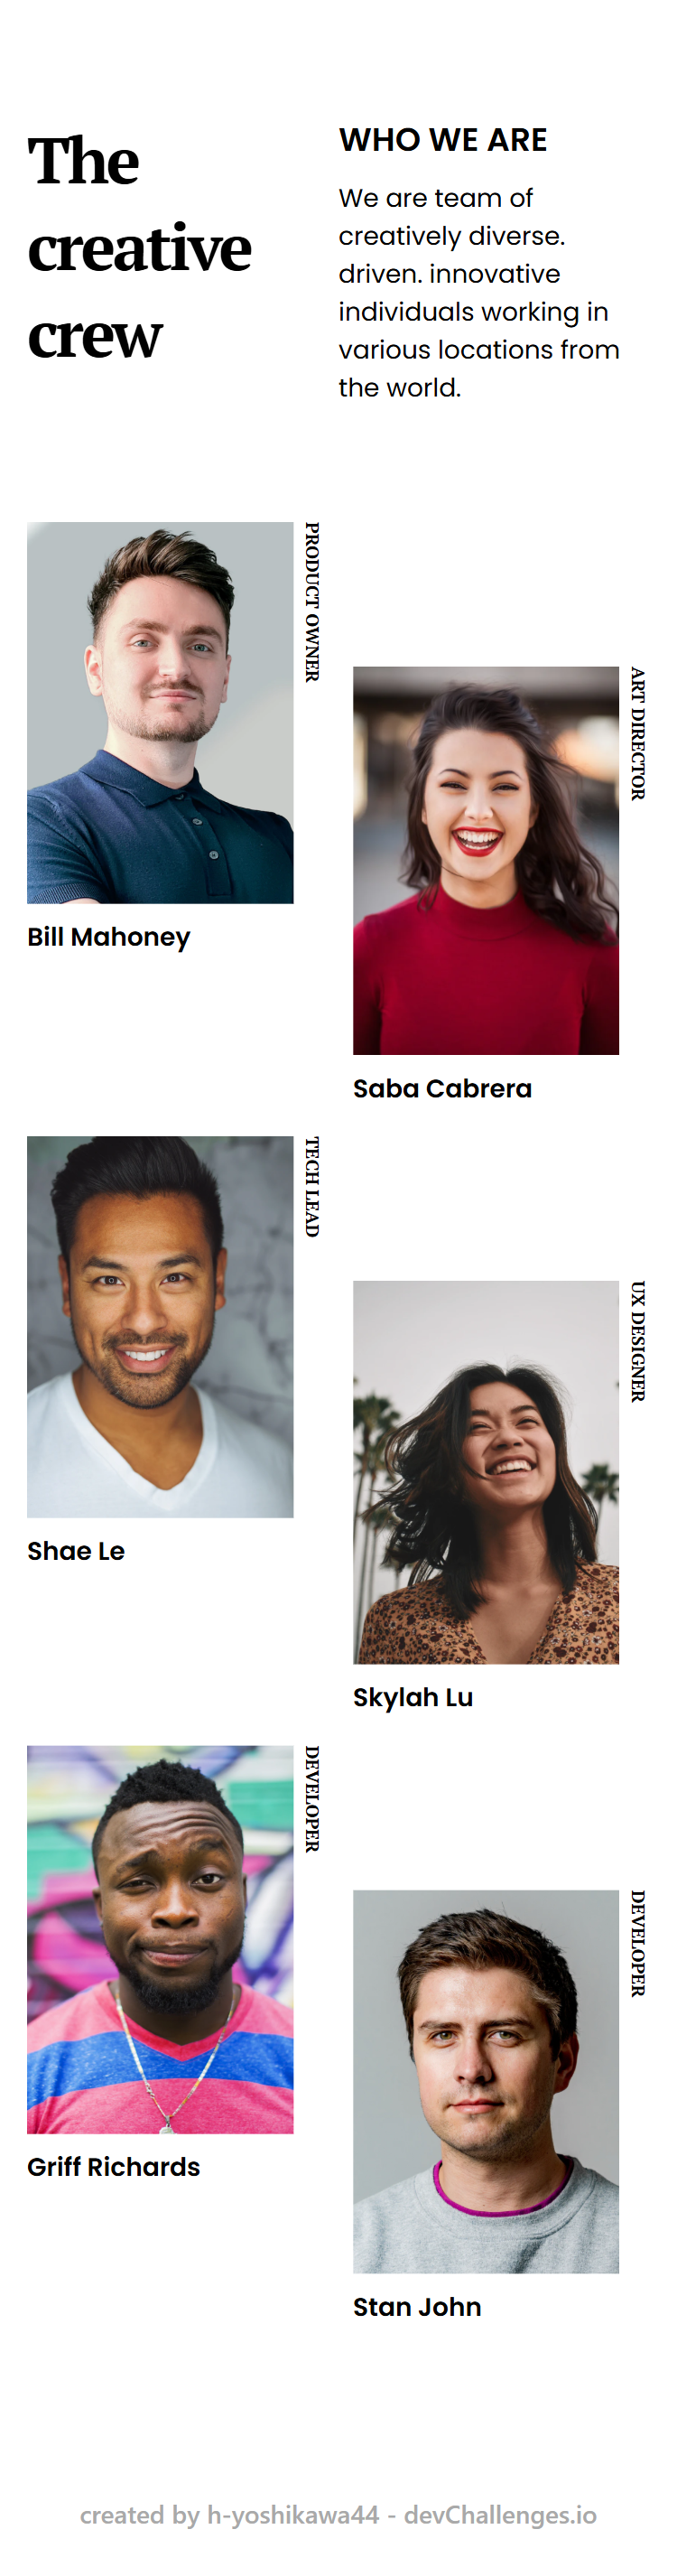 The
creative
crew
WHO WE ARE
We are team of
creatively diverse.
driven. innovative
individuals working in
various locations from
the world.
PRODUCT OWNER
Bill Mahoney
ART DIRECTOR
Saba Cabrera
TECH LEAD
Shae Le
UX DESIGNER
Skylah Lu
DEVELOPER
Griff Richards
DEVELOPER
Stan John
created by h-yoshikawa44 - devChallenges.io